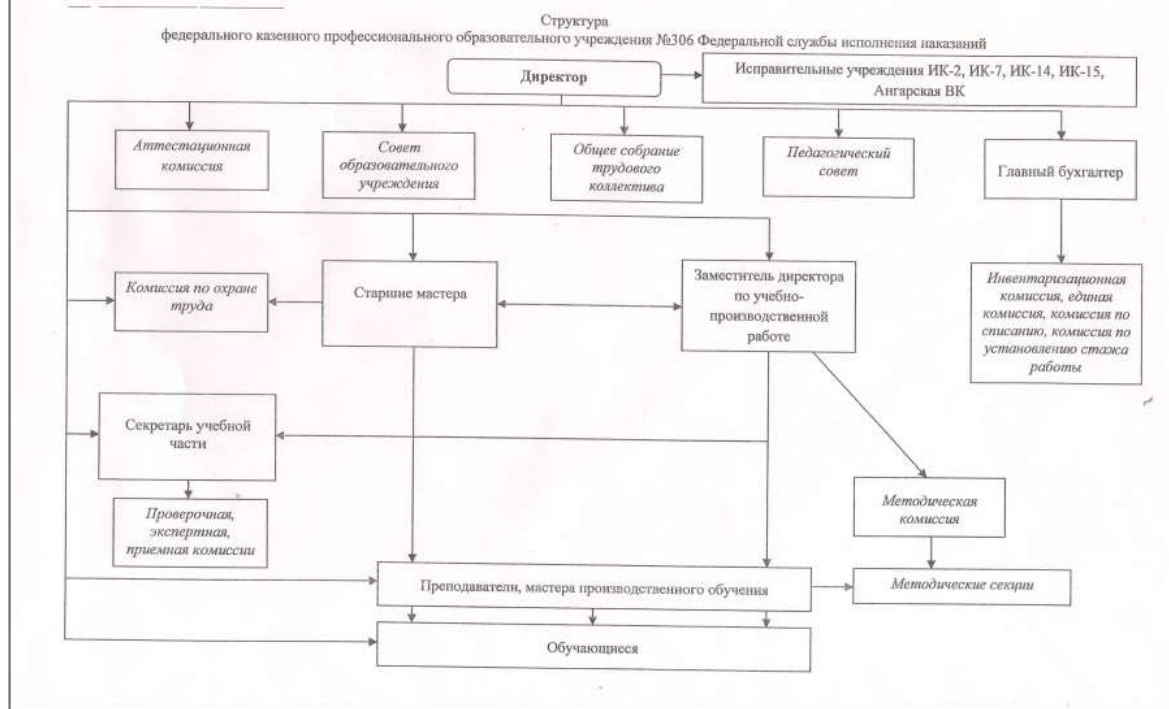 Структура
федерального казенного профессионального образовательного учреждения №306 Федеральной службы исполнения наказаний
Директор
Исправительные учреждения ИК-2, ИК-7, ИК-14, ИК-15,
Ангарская ВК
Аттестационная
комиссия
Совет
образовательного
учреждения
Общее собрание
трудового
коллектива
Педагогический
совет
Главный бухгалтер
Комиссия по охране
труда
Старшие мастера
Заместитель директора
по учебно-
производственной
работе
Инвентаризационная
комиссия, единая
комиссия, комиссия по
списанию, комиссия по
установлению стажа
работы
Секретарь учебной
части
Проверочная,
экспертная,
приемная комиссии
Методическая
комиссия
Преподаватели, мастера производственного обучения
Методические секции
Обучающиеся